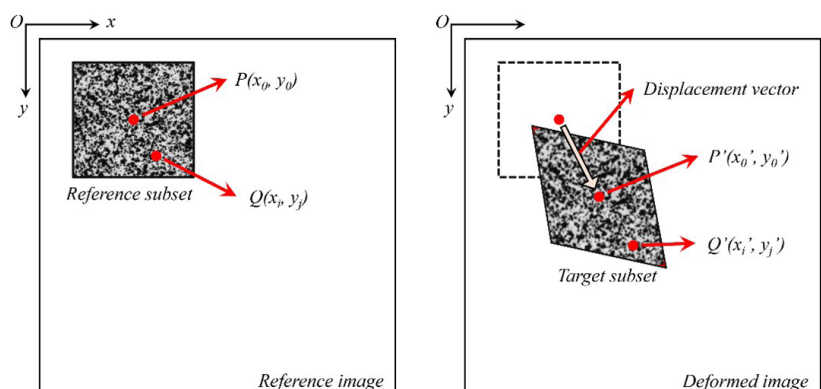 O
x
y
P(x0, y0)
Reference subset
Q(xi, yj)
Reference image
O
x
y
Displacement vector
P’(x0’, y0’)
Q’(xi’, yj’)
Target subset
Deformed image